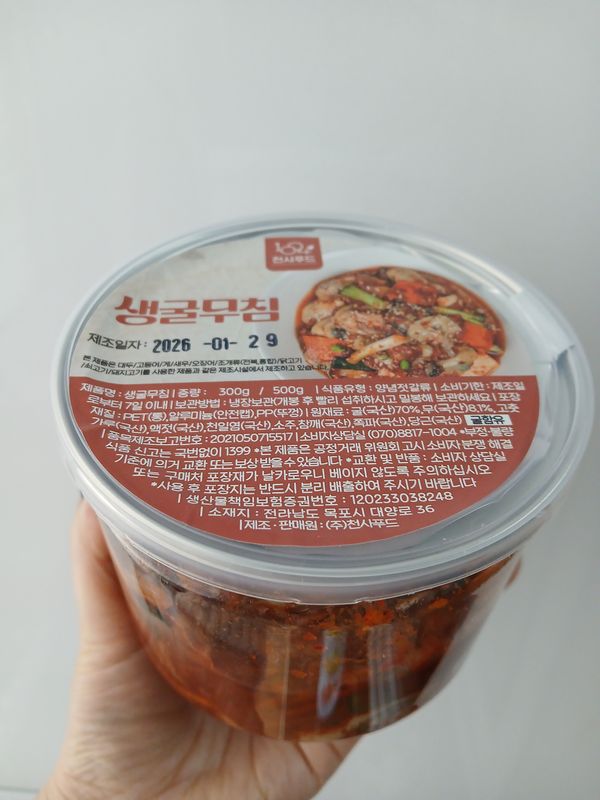 천사푸드
생굴무침
제조일자: 2026 -01- 29
본 제품은 대두/고등어/게/새우/오징어/조개류(전복,홍합)/닭고기
/쇠고기/돼지고기를 사용한 제품과 같은 제조시설에서 제조하고 있습니다.
제품명 : 생굴무침 | 중량 : 300g / 500g | 식품유형 : 양념젓갈류 | 소비기한 : 제조일
로부터 7일 이내 | 보관방법 : 냉장보관/개봉 후 빨리 섭취하시고 밀봉해 보관하세요 | 포장
재질 : PET(통),알루미늄(안전캡),PP(뚜껑) | 원재료 : 굴(국산)70%,무(국산)8.1%,고춧
가루(국산),액젓(국산),천일염(국산),소주,참깨(국산),쪽파(국산),당근(국산) 굴함유
| 품목제조보고번호 : 2021050715517 | 소비자상담실 (070)8817-1004 •부정·불량
식품 신고는 국번없이 1399 •본 제품은 공정거래 위원회 고시 소비자 분쟁 해결
기준에 의거 교환 또는 보상 받을 수 있습니다 •교환 및 반품 : 소비자 상담실
또는 구매처 포장재가 날카로우니 베이지 않도록 주의하십시오
•사용 후 포장지는 반드시 분리 배출하여 주시기 바랍니다
| 생산물책임보험증권번호 : 120233038248
| 소재지 : 전라남도 목포시 대양로 36
| 제조 · 판매원 : (주)천사푸드